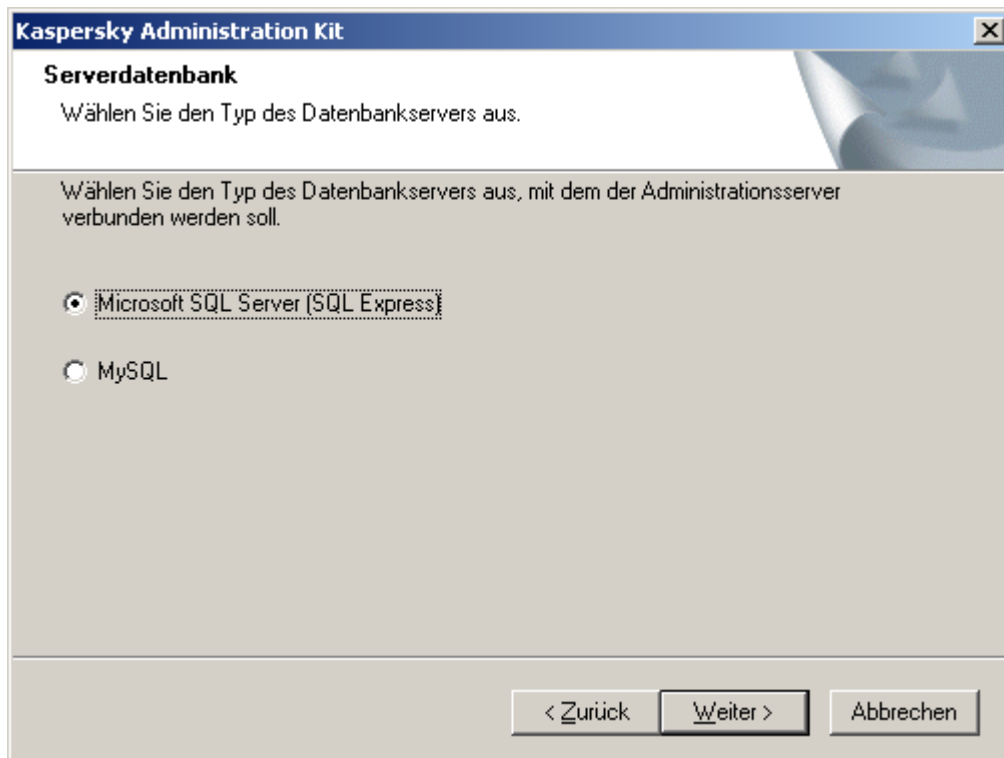 Kaspersky Administration Kit
Serverdatenbank
Wählen Sie den Typ des Datenbankservers aus.
Wählen Sie den Typ des Datenbankservers aus, mit dem der Administrationsserver
verbunden werden soll.
Microsoft SQL Server (SQL Express)
MySQL
< Zurück Weiter > Abbrechen